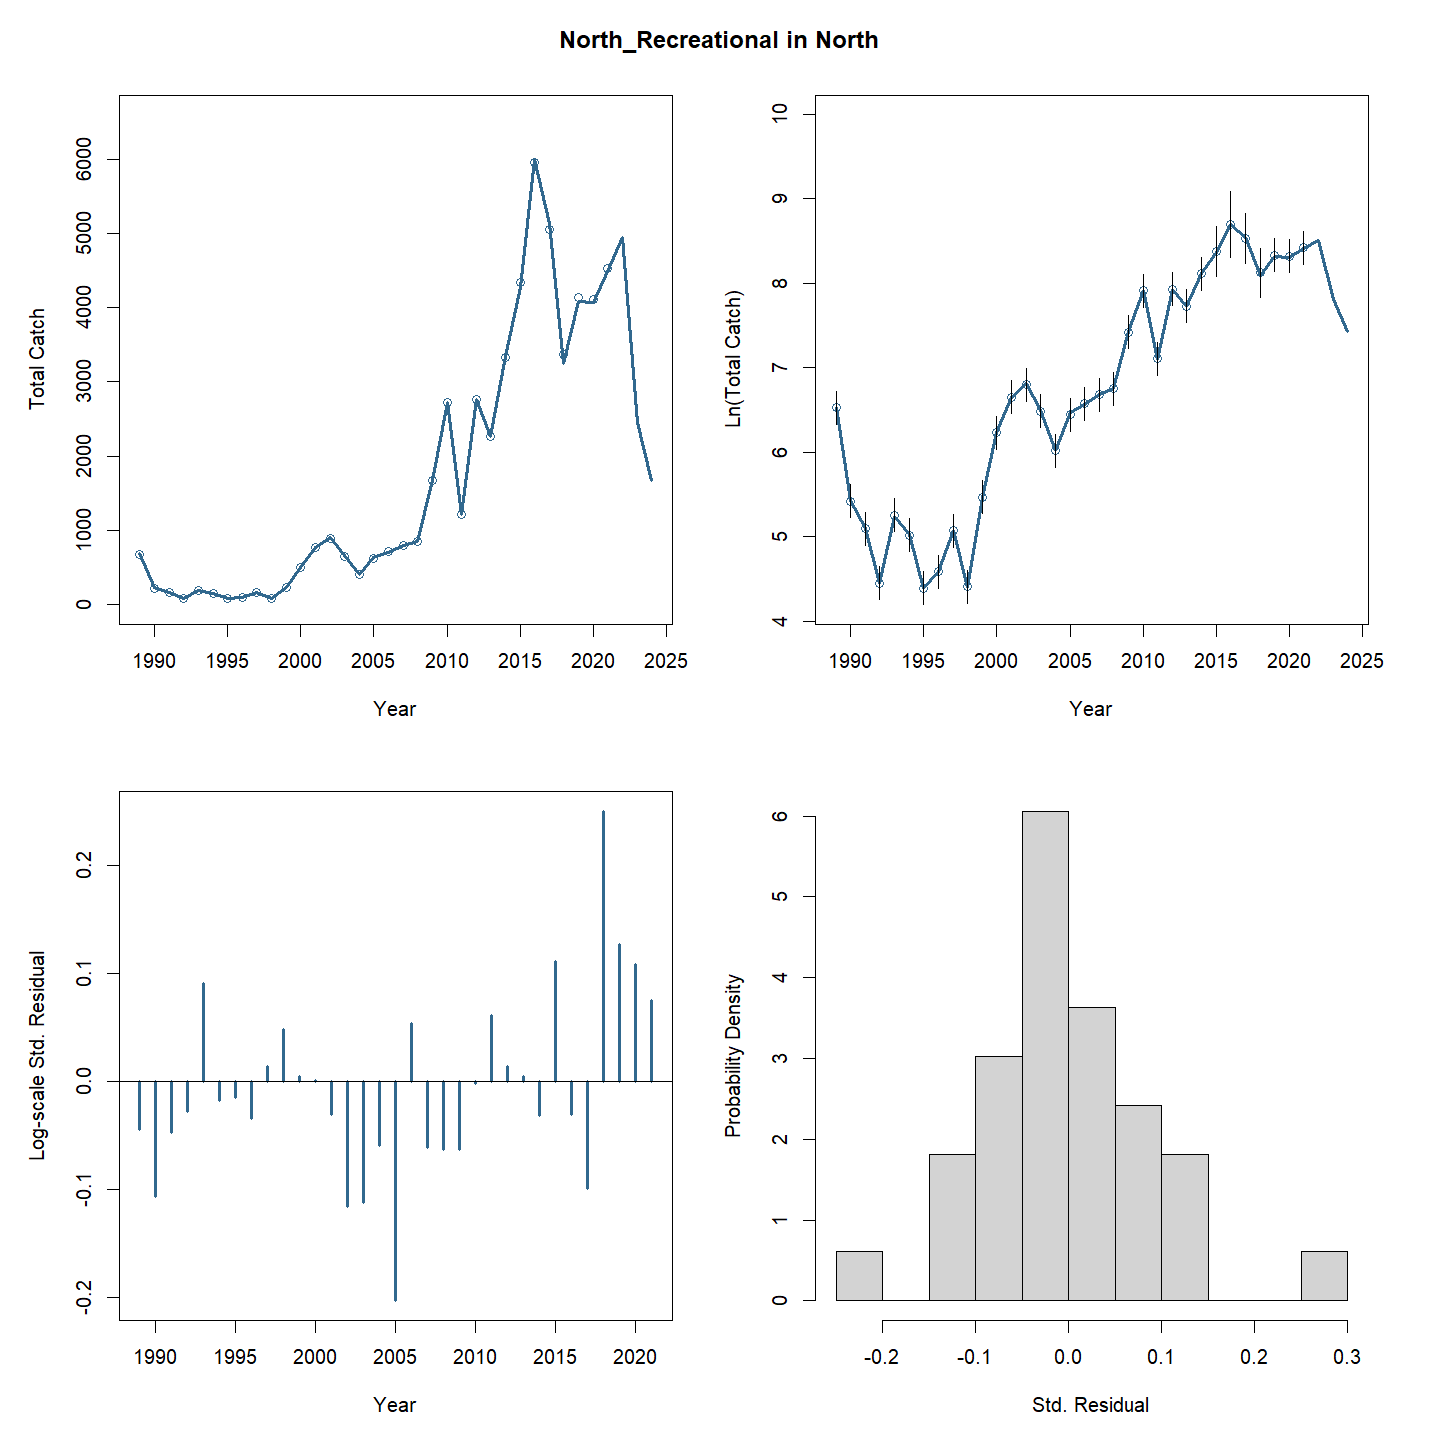 North_Recreational in North
Total Catch
0 1000 2000 3000 4000 5000 6000
1990 1995 2000 2005 2010 2015 2020 2025
Year
Ln(Total Catch)
4 5 6 7 8 9 10
1990 1995 2000 2005 2010 2015 2020 2025
Year
Log-scale Std. Residual
-0.2 -0.1 0.0 0.1 0.2
1990 1995 2000 2005 2010 2015 2020
Year
Probability Density
0 1 2 3 4 5 6
-0.2 -0.1 0.0 0.1 0.2 0.3
Std. Residual